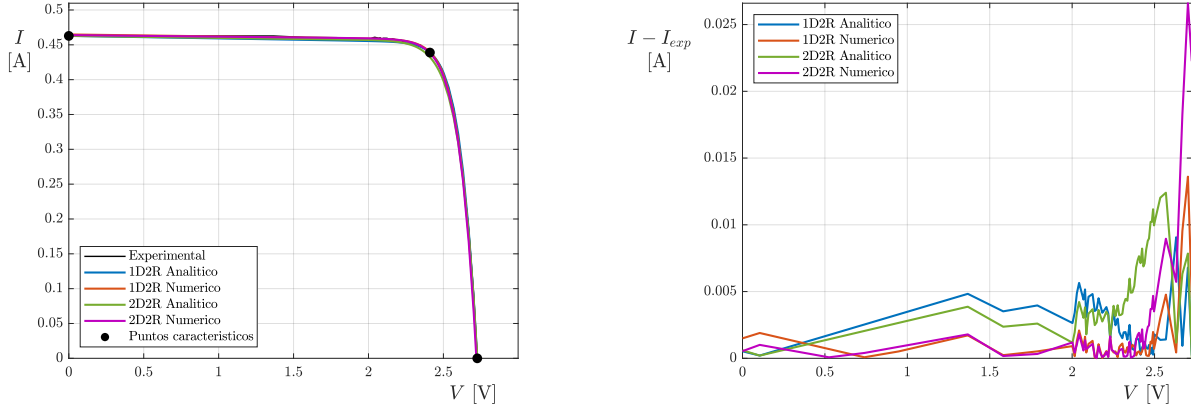 I
[A]
0.5
0.45
0.4
0.35
0.3
0.25
0.2
0.15
0.1
0.05
0
Experimental
1D2R Analitico
1D2R Numerico
2D2R Analitico
2D2R Numerico
Puntos caracteristicos
0 0.5 1 1.5 2 2.5
V [V]
I − Iexp
[A]
0.025
0.02
0.015
0.01
0.005
0
1D2R Analitico
1D2R Numerico
2D2R Analitico
2D2R Numerico
0 0.5 1 1.5 2 2.5
V [V]